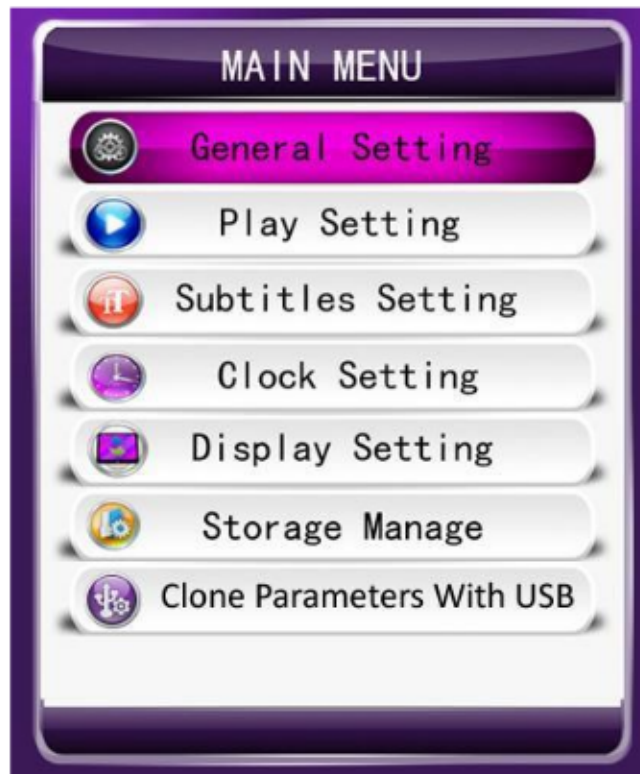 MAIN MENU
General Setting
Play Setting
Subtitles Setting
Clock Setting
Display Setting
Storage Manage
Clone Parameters With USB